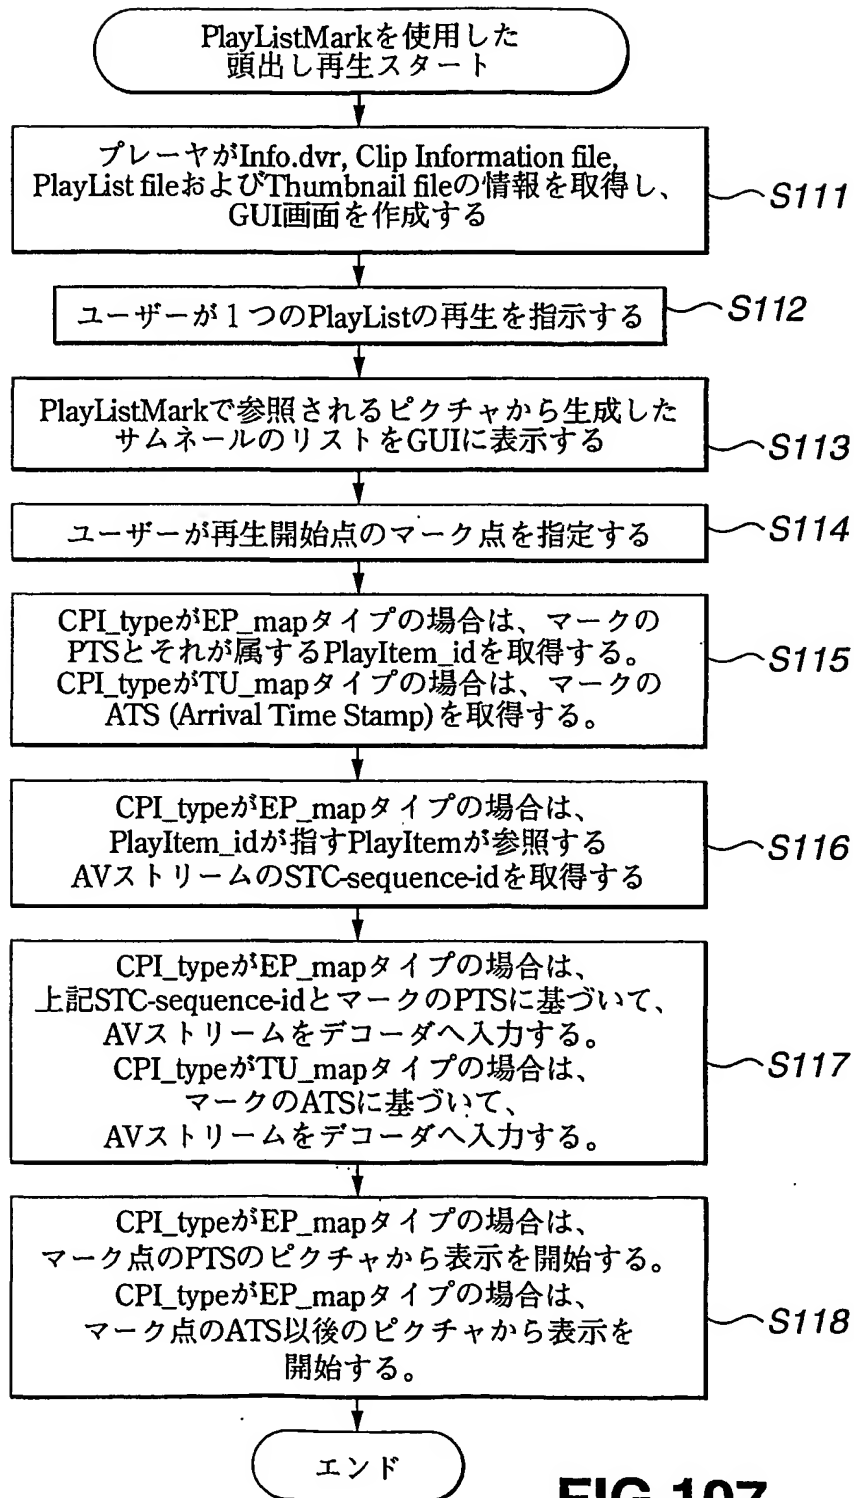 PlayListMarkを使用した
頭出し再生スタート
プレーヤがInfo.dvr, Clip Information file,
PlayList fileおよびThumbnail fileの情報を取得し、
GUI画面を作成する
S111
ユーザーが1つのPlayListの再生を指示する
S112
PlayListMarkで参照されるピクチャから生成した
サムネールのリストをGUIに表示する
S113
ユーザーが再生開始点のマーク点を指定する
S114
CPI_typeがEP_mapタイプの場合は、マークの
PTSとそれが属するPlayItem_idを取得する。
CPI_typeがTU_mapタイプの場合は、マークの
ATS (Arrival Time Stamp)を取得する。
S115
CPI_typeがEP_mapタイプの場合は、
PlayItem_idが指すPlayItemが参照する
AVストリームのSTC-sequence-idを取得する
S116
CPI_typeがEP_mapタイプの場合は、
上記STC-sequence-idとマークのPTSに基づいて、
AVストリームをデコーダへ入力する。
CPI_typeがTU_mapタイプの場合は、
マークのATSに基づいて、
AVストリームをデコーダへ入力する。
S117
CPI_typeがEP_mapタイプの場合は、
マーク点のPTSのピクチャから表示を開始する。
CPI_typeがEP_mapタイプの場合は、
マーク点のATS以後のピクチャから表示を
開始する。
S118
エンド
FIG.107